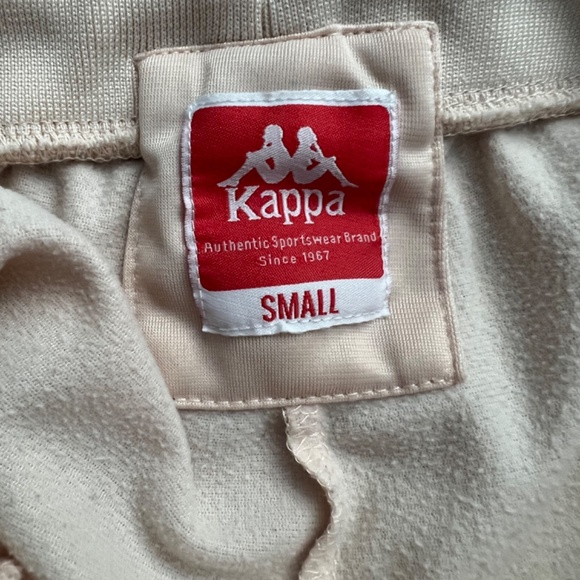 Kappa
Authentic Sportswear Brand
Since 1967
SMALL